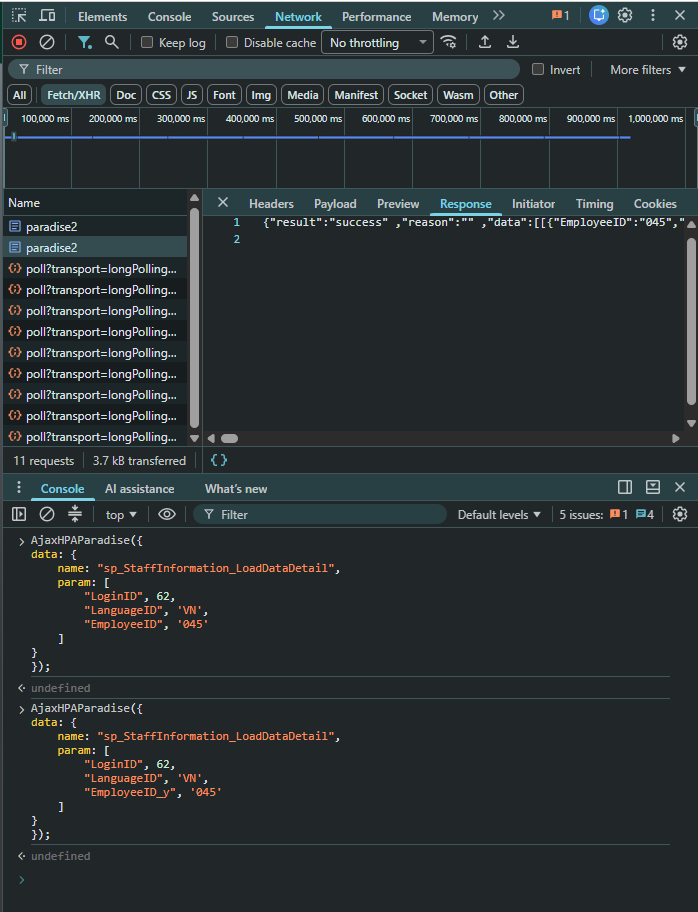 Elements Console Sources Network Performance Memory 1
Keep log Disable cache No throttling
Filter Invert More filters
All Fetch/XHR Doc CSS JS Font Img Media Manifest Socket Wasm Other
100,000 ms 200,000 ms 300,000 ms 400,000 ms 500,000 ms 600,000 ms 700,000 ms 800,000 ms 900,000 ms 1,000,000 ms
Name
paradise2
paradise2
poll?transport=longPolling...
poll?transport=longPolling...
poll?transport=longPolling...
poll?transport=longPolling...
poll?transport=longPolling...
poll?transport=longPolling...
poll?transport=longPolling...
poll?transport=longPolling...
poll?transport=longPolling...
11 requests 3.7 kB transferred
Headers Payload Preview Response Initiator Timing Cookies
1 {"result":"success" ,"reason":"" ,"data":[[{"EmployeeID":"045","
2
{ }
Console AI assistance What's new
top Filter Default levels 5 issues: 1 4
AjaxHPAParadise({
data: {
name: "sp_StaffInformation_LoadDataDetail",
param: [
"LoginID", 62,
"LanguageID", 'VN',
"EmployeeID", '045'
]
}
});
undefined
AjaxHPAParadise({
data: {
name: "sp_StaffInformation_LoadDataDetail",
param: [
"LoginID", 62,
"LanguageID", 'VN',
"EmployeeID_y", '045'
]
}
});
undefined